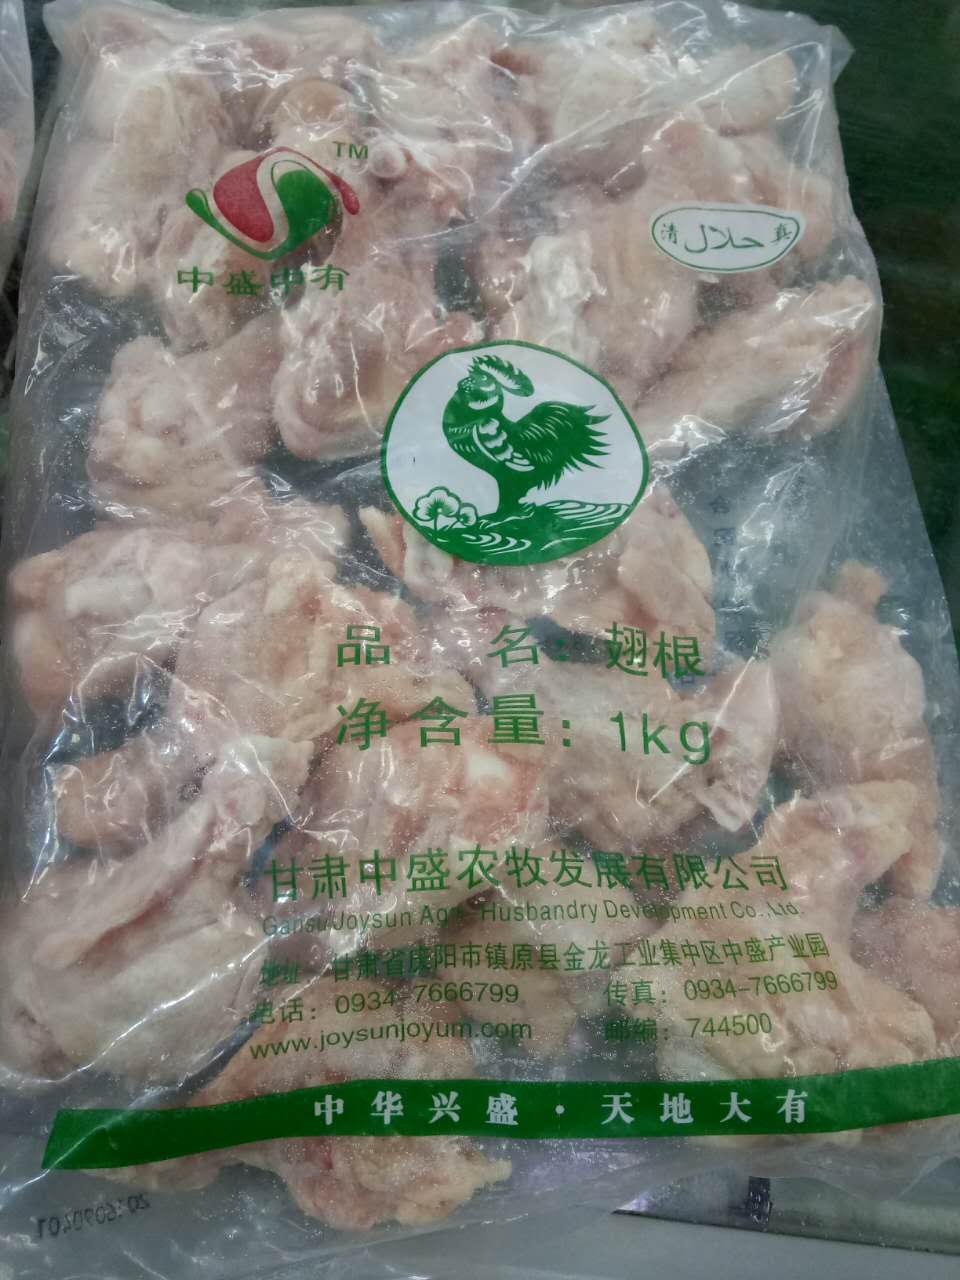 TM
中盛中有
清 حلال 真
品 名：翅根
净含量：1kg
甘肃中盛农牧发展有限公司
Gansu Joysun Agri-Husbandry Development Co.,Ltd.
地址：甘肃省庆阳市镇原县金龙工业集中区中盛产业园
电话：0934-7666799 传真：0934-7666799
www.joysunjoyum.com 邮编：744500
中华兴盛·天地大有